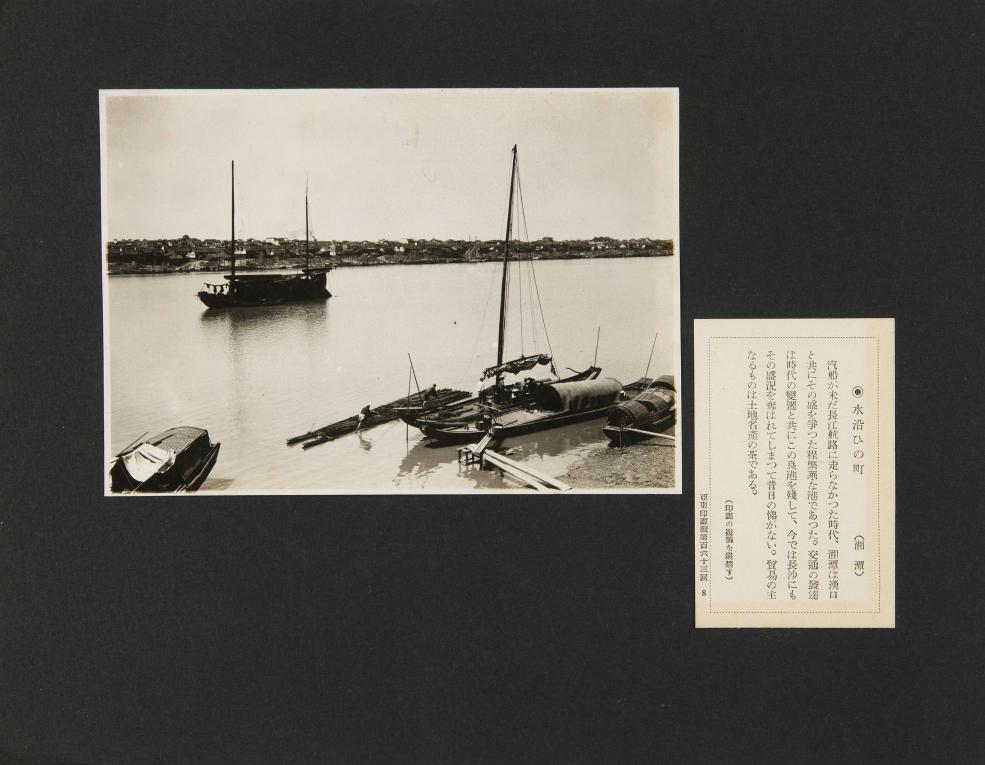 ◉水沿ひの町 （湘潭）
汽船が未だ長江航路に走らなかつた時代、湘潭は漢口
と共にその盛を爭つた程繁華な港であつた。交通の發達
は時代の變遷と共にこの良港を殘して、今では長沙にも
その盛況を奪はれてしまつて昔日の俤がない。貿易の主
なるものは土地名產の茶である。
（印畫の複製を嚴禁す）
亞東印畫輯第百六十三回 8